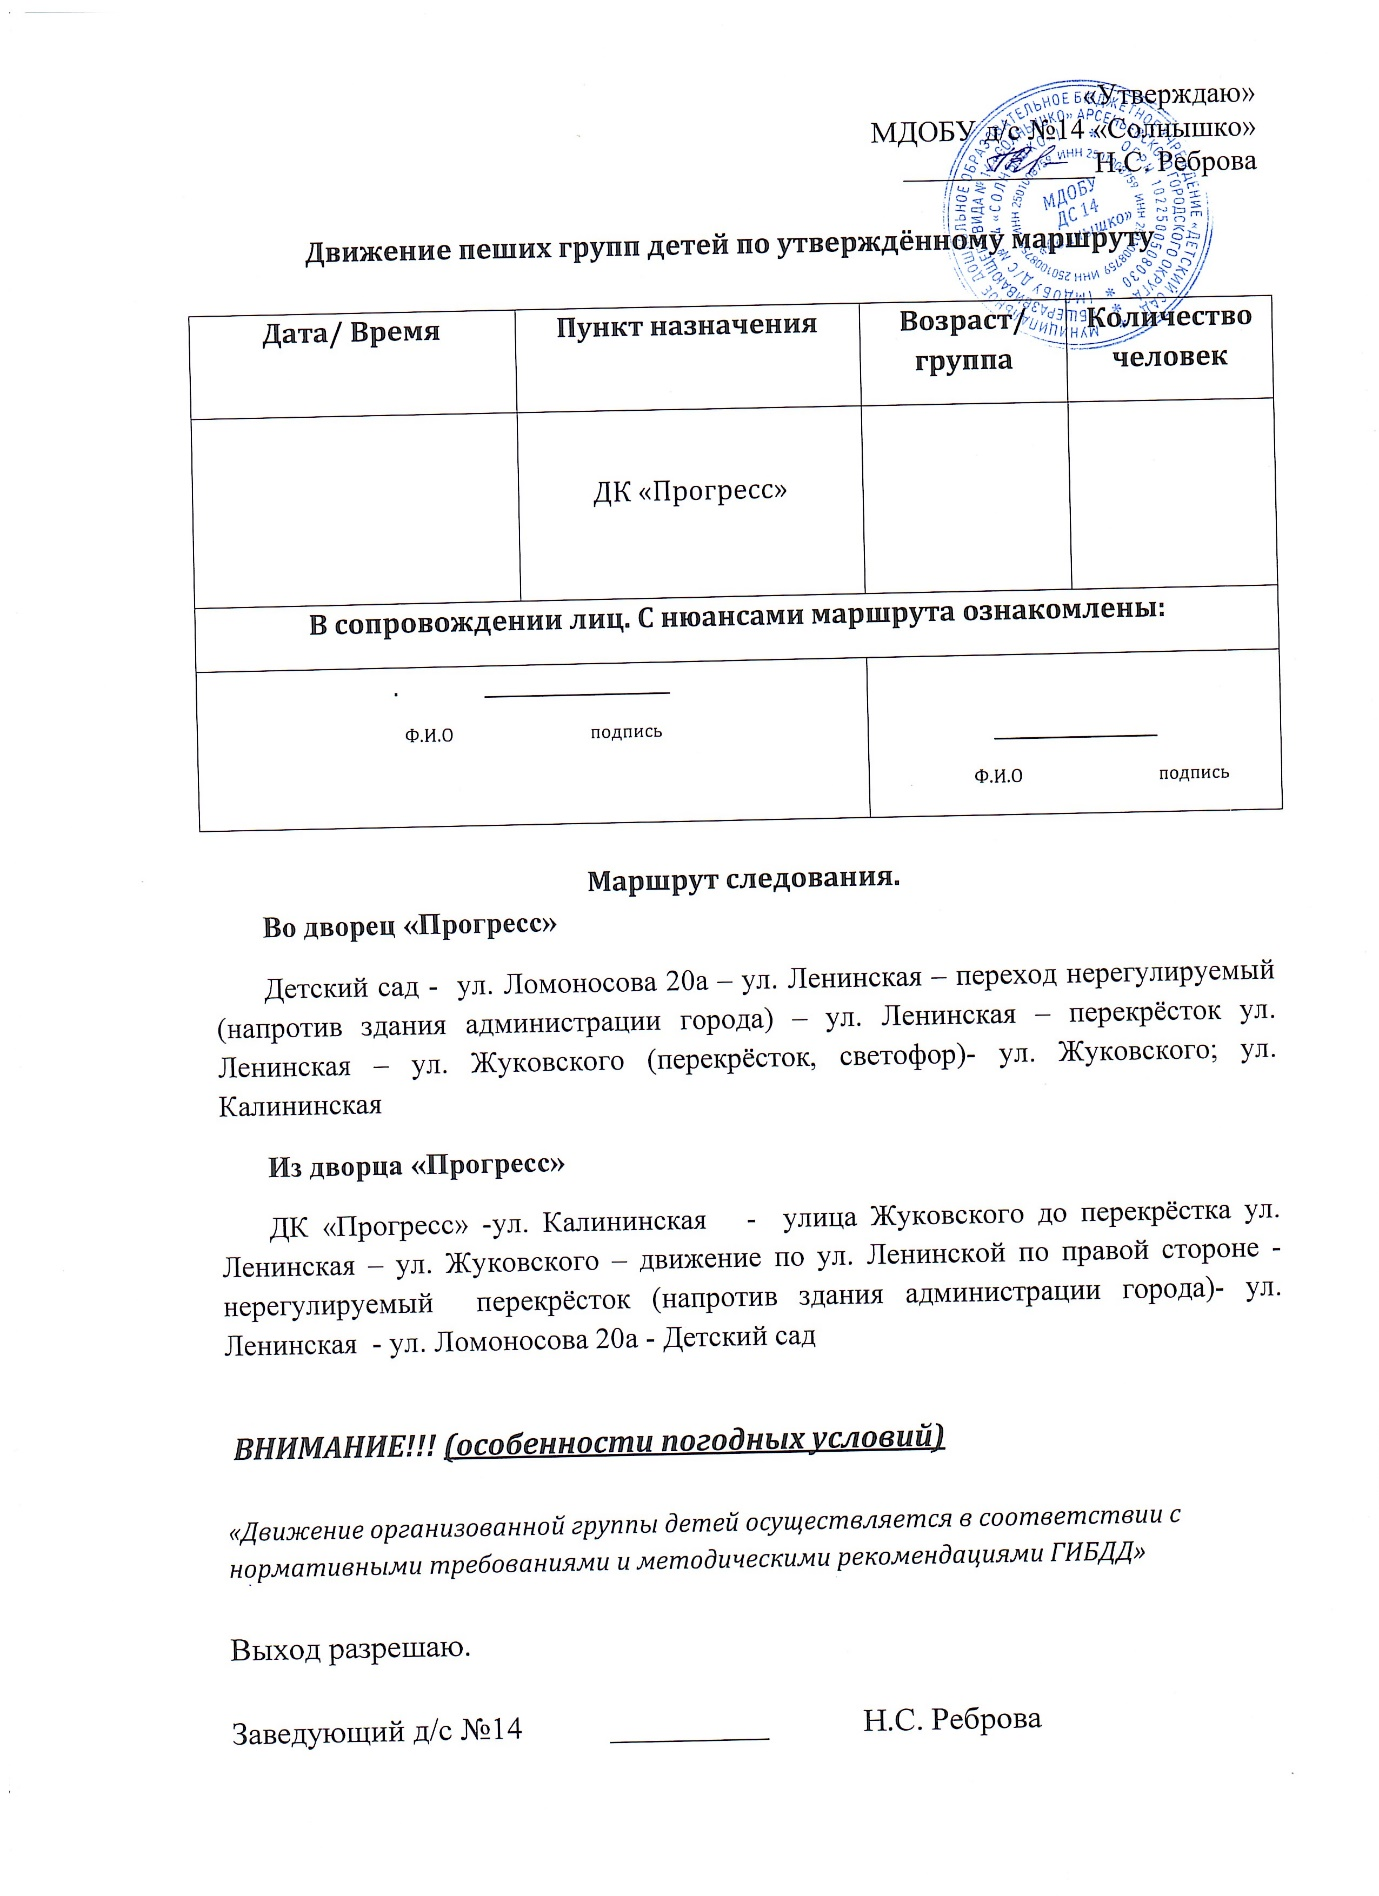 «Утверждаю»
МДОБУ д/с №14 «Солнышко»
Н.С. Реброва
МДОБУ
ДС 14
«Солнышко»
Движение пеших групп детей по утверждённому маршруту
Дата/ Время Пункт назначения Возраст/ Количество
группа человек
ДК «Прогресс»
В сопровождении лиц. С нюансами маршрута ознакомлены:
Ф.И.О подпись
Ф.И.О подпись
Маршрут следования.
Во дворец «Прогресс»
Детский сад - ул. Ломоносова 20а – ул. Ленинская – переход нерегулируемый
(напротив здания администрации города) – ул. Ленинская – перекрёсток ул.
Ленинская – ул. Жуковского (перекрёсток, светофор)- ул. Жуковского; ул.
Калининская
Из дворца «Прогресс»
ДК «Прогресс» -ул. Калининская - улица Жуковского до перекрёстка ул.
Ленинская – ул. Жуковского – движение по ул. Ленинской по правой стороне -
нерегулируемый перекрёсток (напротив здания администрации города)- ул.
Ленинская - ул. Ломоносова 20а - Детский сад
ВНИМАНИЕ!!! (особенности погодных условий)
«Движение организованной группы детей осуществляется в соответствии с
нормативными требованиями и методическими рекомендациями ГИБДД»
Выход разрешаю.
Заведующий д/с №14 Н.С. Реброва